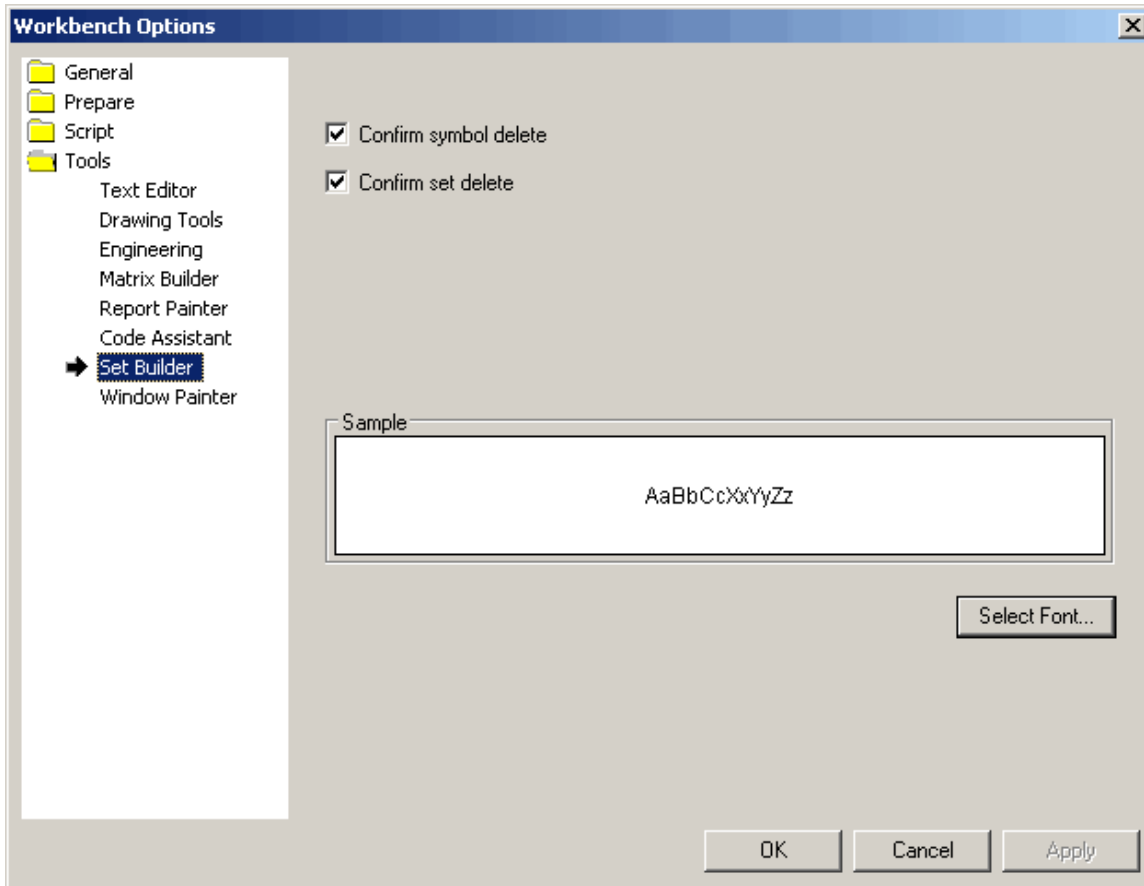 Workbench Options
General
Prepare
Script
Tools
Text Editor
Drawing Tools
Engineering
Matrix Builder
Report Painter
Code Assistant
Set Builder
Window Painter
Confirm symbol delete
Confirm set delete
Sample
AaBbCcXxYyZz
Select Font...
OK
Cancel
Apply